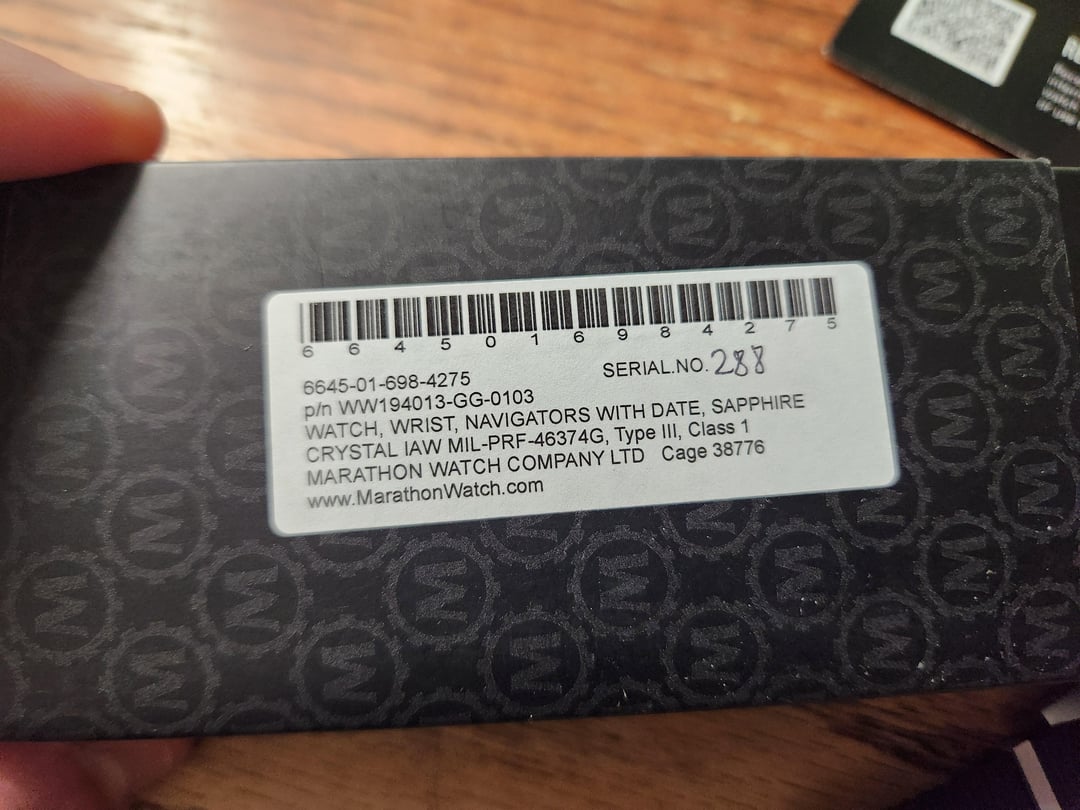 6 6 4 5 0 1 6 9 8 4 2 7 5
6645-01-698-4275 SERIAL.NO. 288
p/n WW194013-GG-0103
WATCH, WRIST, NAVIGATORS WITH DATE, SAPPHIRE
CRYSTAL IAW MIL-PRF-46374G, Type III, Class 1
MARATHON WATCH COMPANY LTD Cage 38776
www.MarathonWatch.com